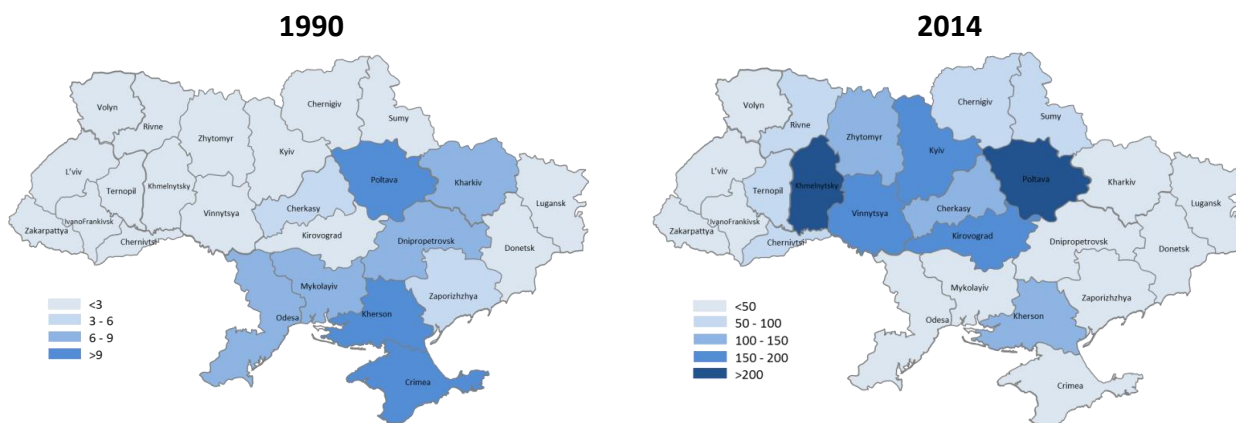 1990
Volyn
Rivne
Zhytomyr
Kyiv
Chernigiv
Sumy
L'viv
Ternopil
Khmelnytsky
Vinnytsya
Cherkasy
Poltava
Kharkiv
Lugansk
Zakarpattya
IvanoFrankivsk
Chernivtsi
Kirovograd
Dnipropetrovsk
Donetsk
Odesa
Mykolayiv
Kherson
Zaporizhzhya
Crimea
<3
3 - 6
6 - 9
>9
2014
Volyn
Rivne
Zhytomyr
Kyiv
Chernigiv
Sumy
L'viv
Ternopil
Khmelnytsky
Vinnytsya
Cherkasy
Poltava
Kharkiv
Lugansk
Zakarpattya
IvanoFrankivsk
Chernivtsi
Kirovograd
Dnipropetrovsk
Donetsk
Odesa
Mykolayiv
Kherson
Zaporizhzhya
Crimea
<50
50 - 100
100 - 150
150 - 200
>200